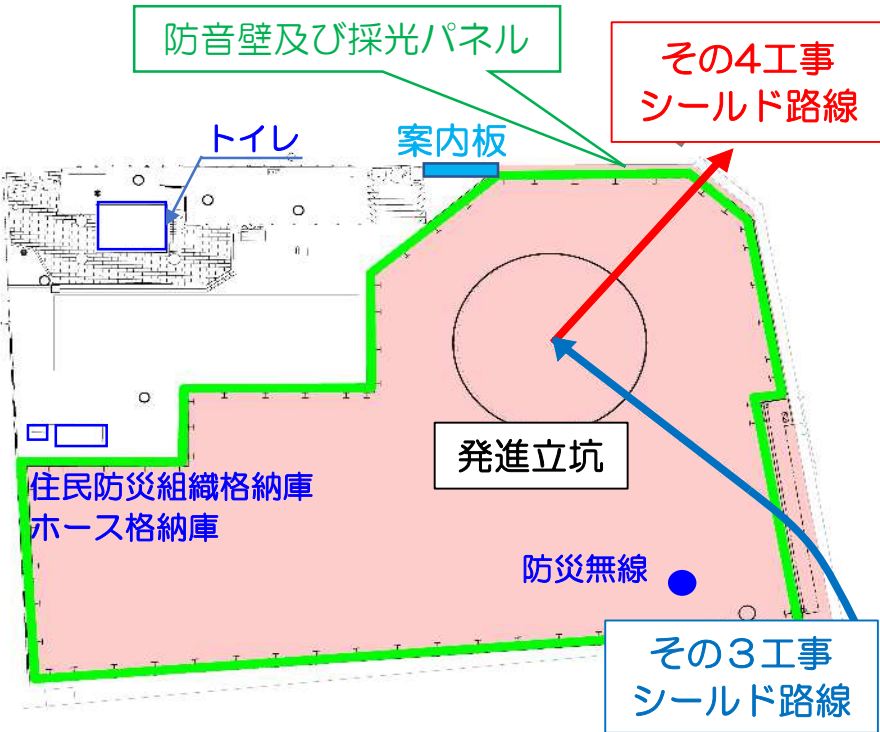 防音壁及び採光パネル
その4工事
シールド路線
トイレ
案内板
発進立坑
住民防災組織格納庫
ホース格納庫
防災無線
その３工事
シールド路線